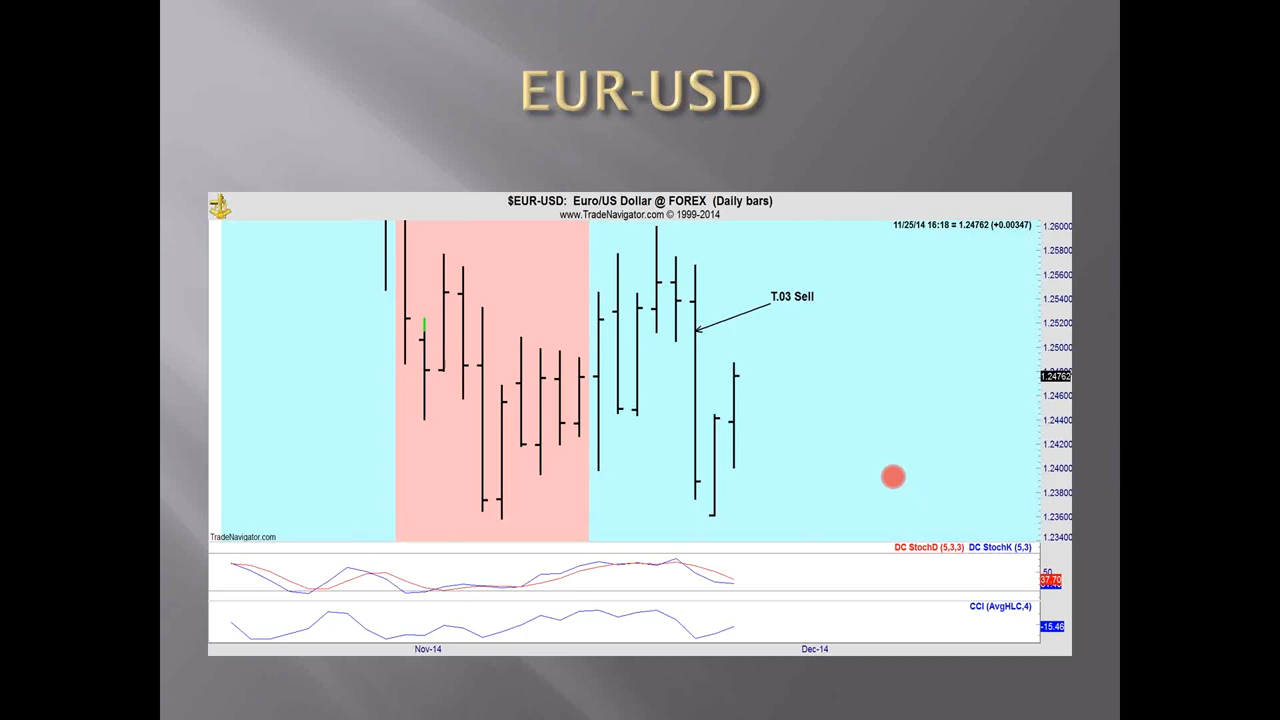 EUR-USD
$EUR-USD: Euro/US Dollar @ FOREX (Daily bars)
www.TradeNavigator.com © 1999-2014
11/25/14 16:18 = 1.24762 (+0.00347)
1.26000
1.25800
1.25600
1.25400
T.03 Sell
1.25200
1.25000
1.24762
1.24600
1.24400
1.24200
1.24000
1.23800
1.23600
1.23400
TradeNavigator.com
DC StochD (5,3,3) DC StochK (5,3)
50
37.70
CCI (AvgHLC,4)
-15.46
Nov-14 Dec-14